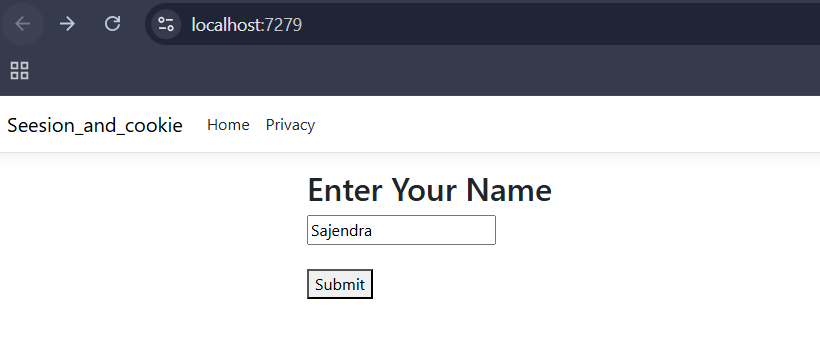 localhost:7279
Seesion_and_cookie Home Privacy
Enter Your Name
Sajendra
Submit